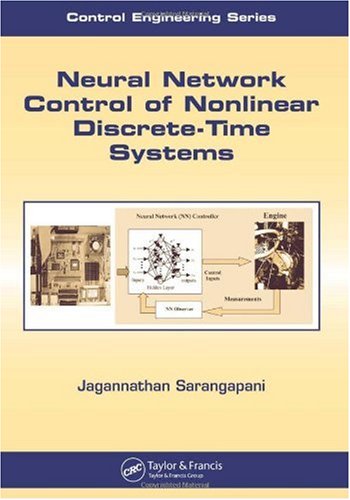 Control Engineering Series
Neural Network
Control of Nonlinear
Discrete-Time
Systems
Neural Network (NN) Controller
Engine
Inputs
outputs
Hidden Layer
Control
Inputs
Measurements
NN Observer
Jagannathan Sarangapani
CRC
Taylor & Francis
Taylor & Francis Group